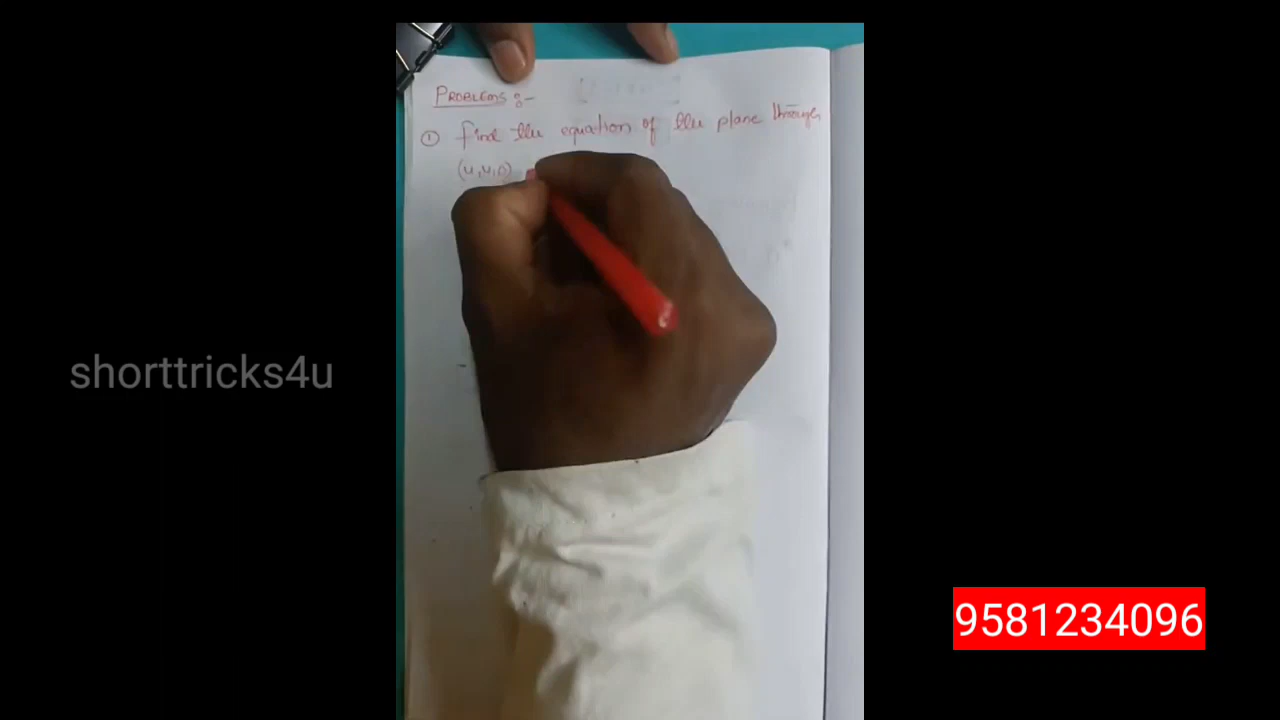 PROBLEMS :-
① Find the equation of the plane through
(4,4,0)
shorttricks4u
9581234096